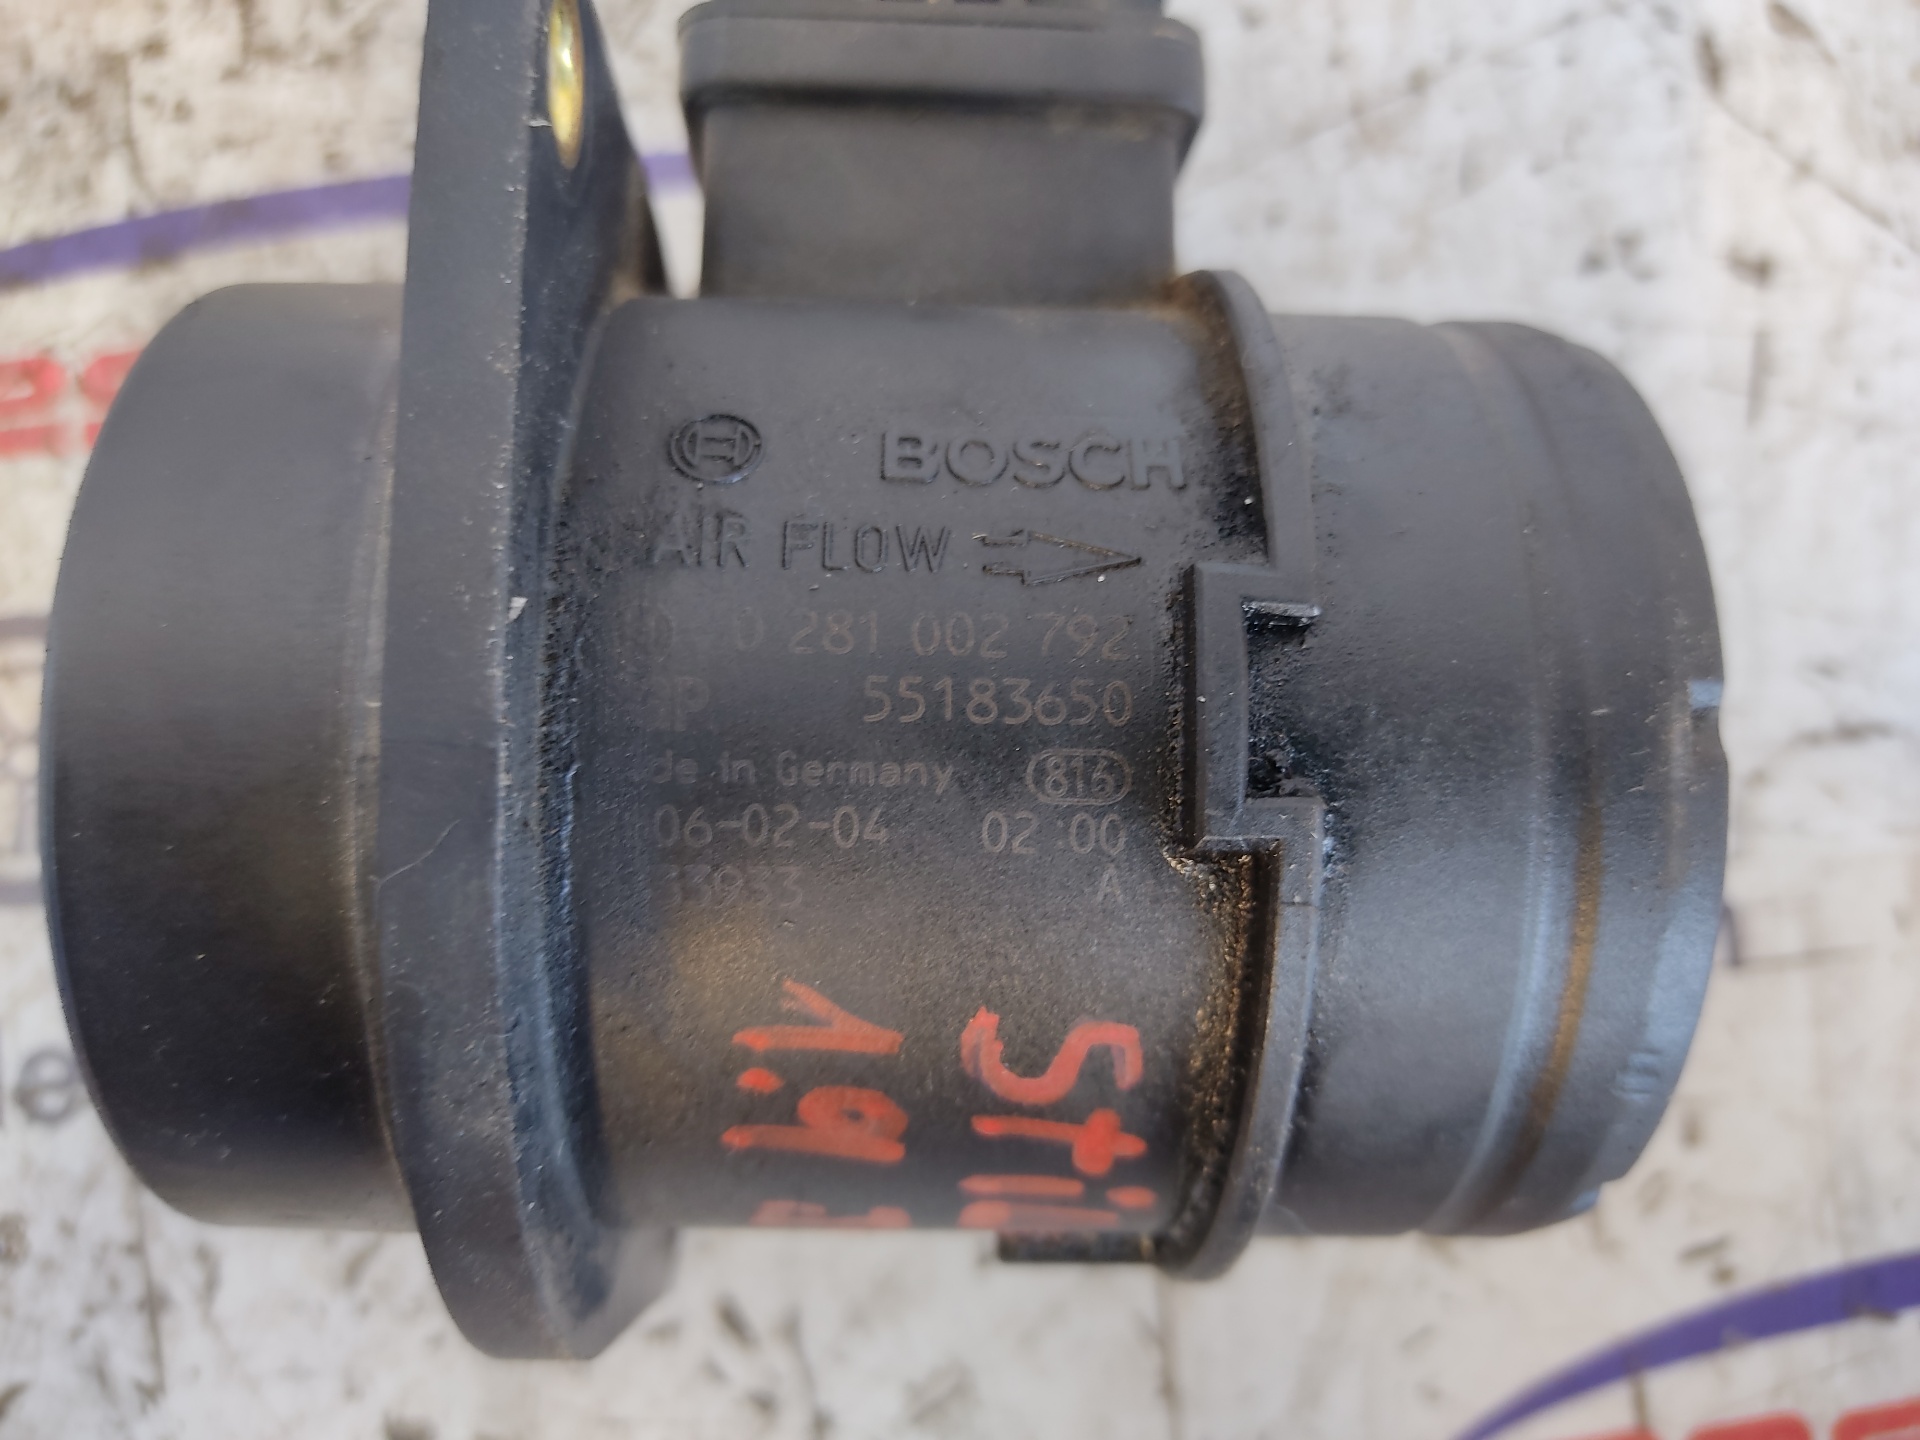 BOSCH
AIR FLOW
0 281 002 792
55183650
de in Germany 816
06-02-04 02:00
33933 A
1.9
Sti